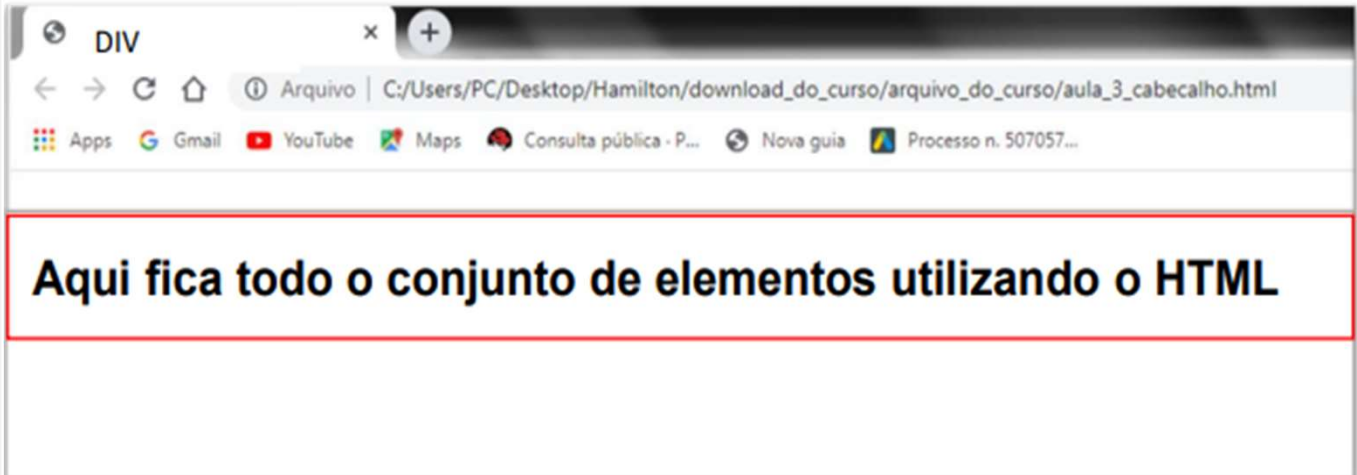 DIV
Arquivo | C:/Users/PC/Desktop/Hamilton/download_do_curso/arquivo_do_curso/aula_3_cabecalho.html
Apps Gmail YouTube Maps Consulta pública - P... Nova guia Processo n. 507057...
Aqui fica todo o conjunto de elementos utilizando o HTML